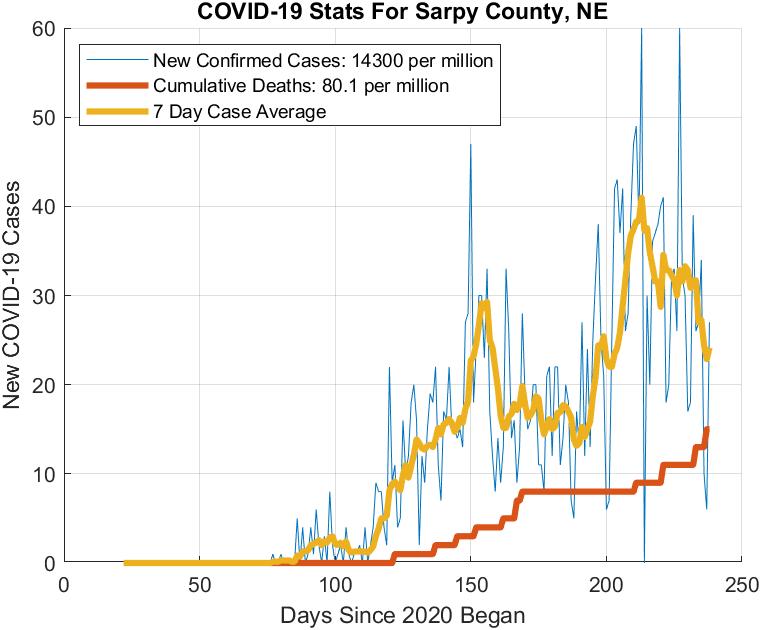 COVID-19 Stats For Sarpy County, NE
New Confirmed Cases: 14300 per million
Cumulative Deaths: 80.1 per million
7 Day Case Average
New COVID-19 Cases
60
50
40
30
20
10
0
0 50 100 150 200 250
Days Since 2020 Began